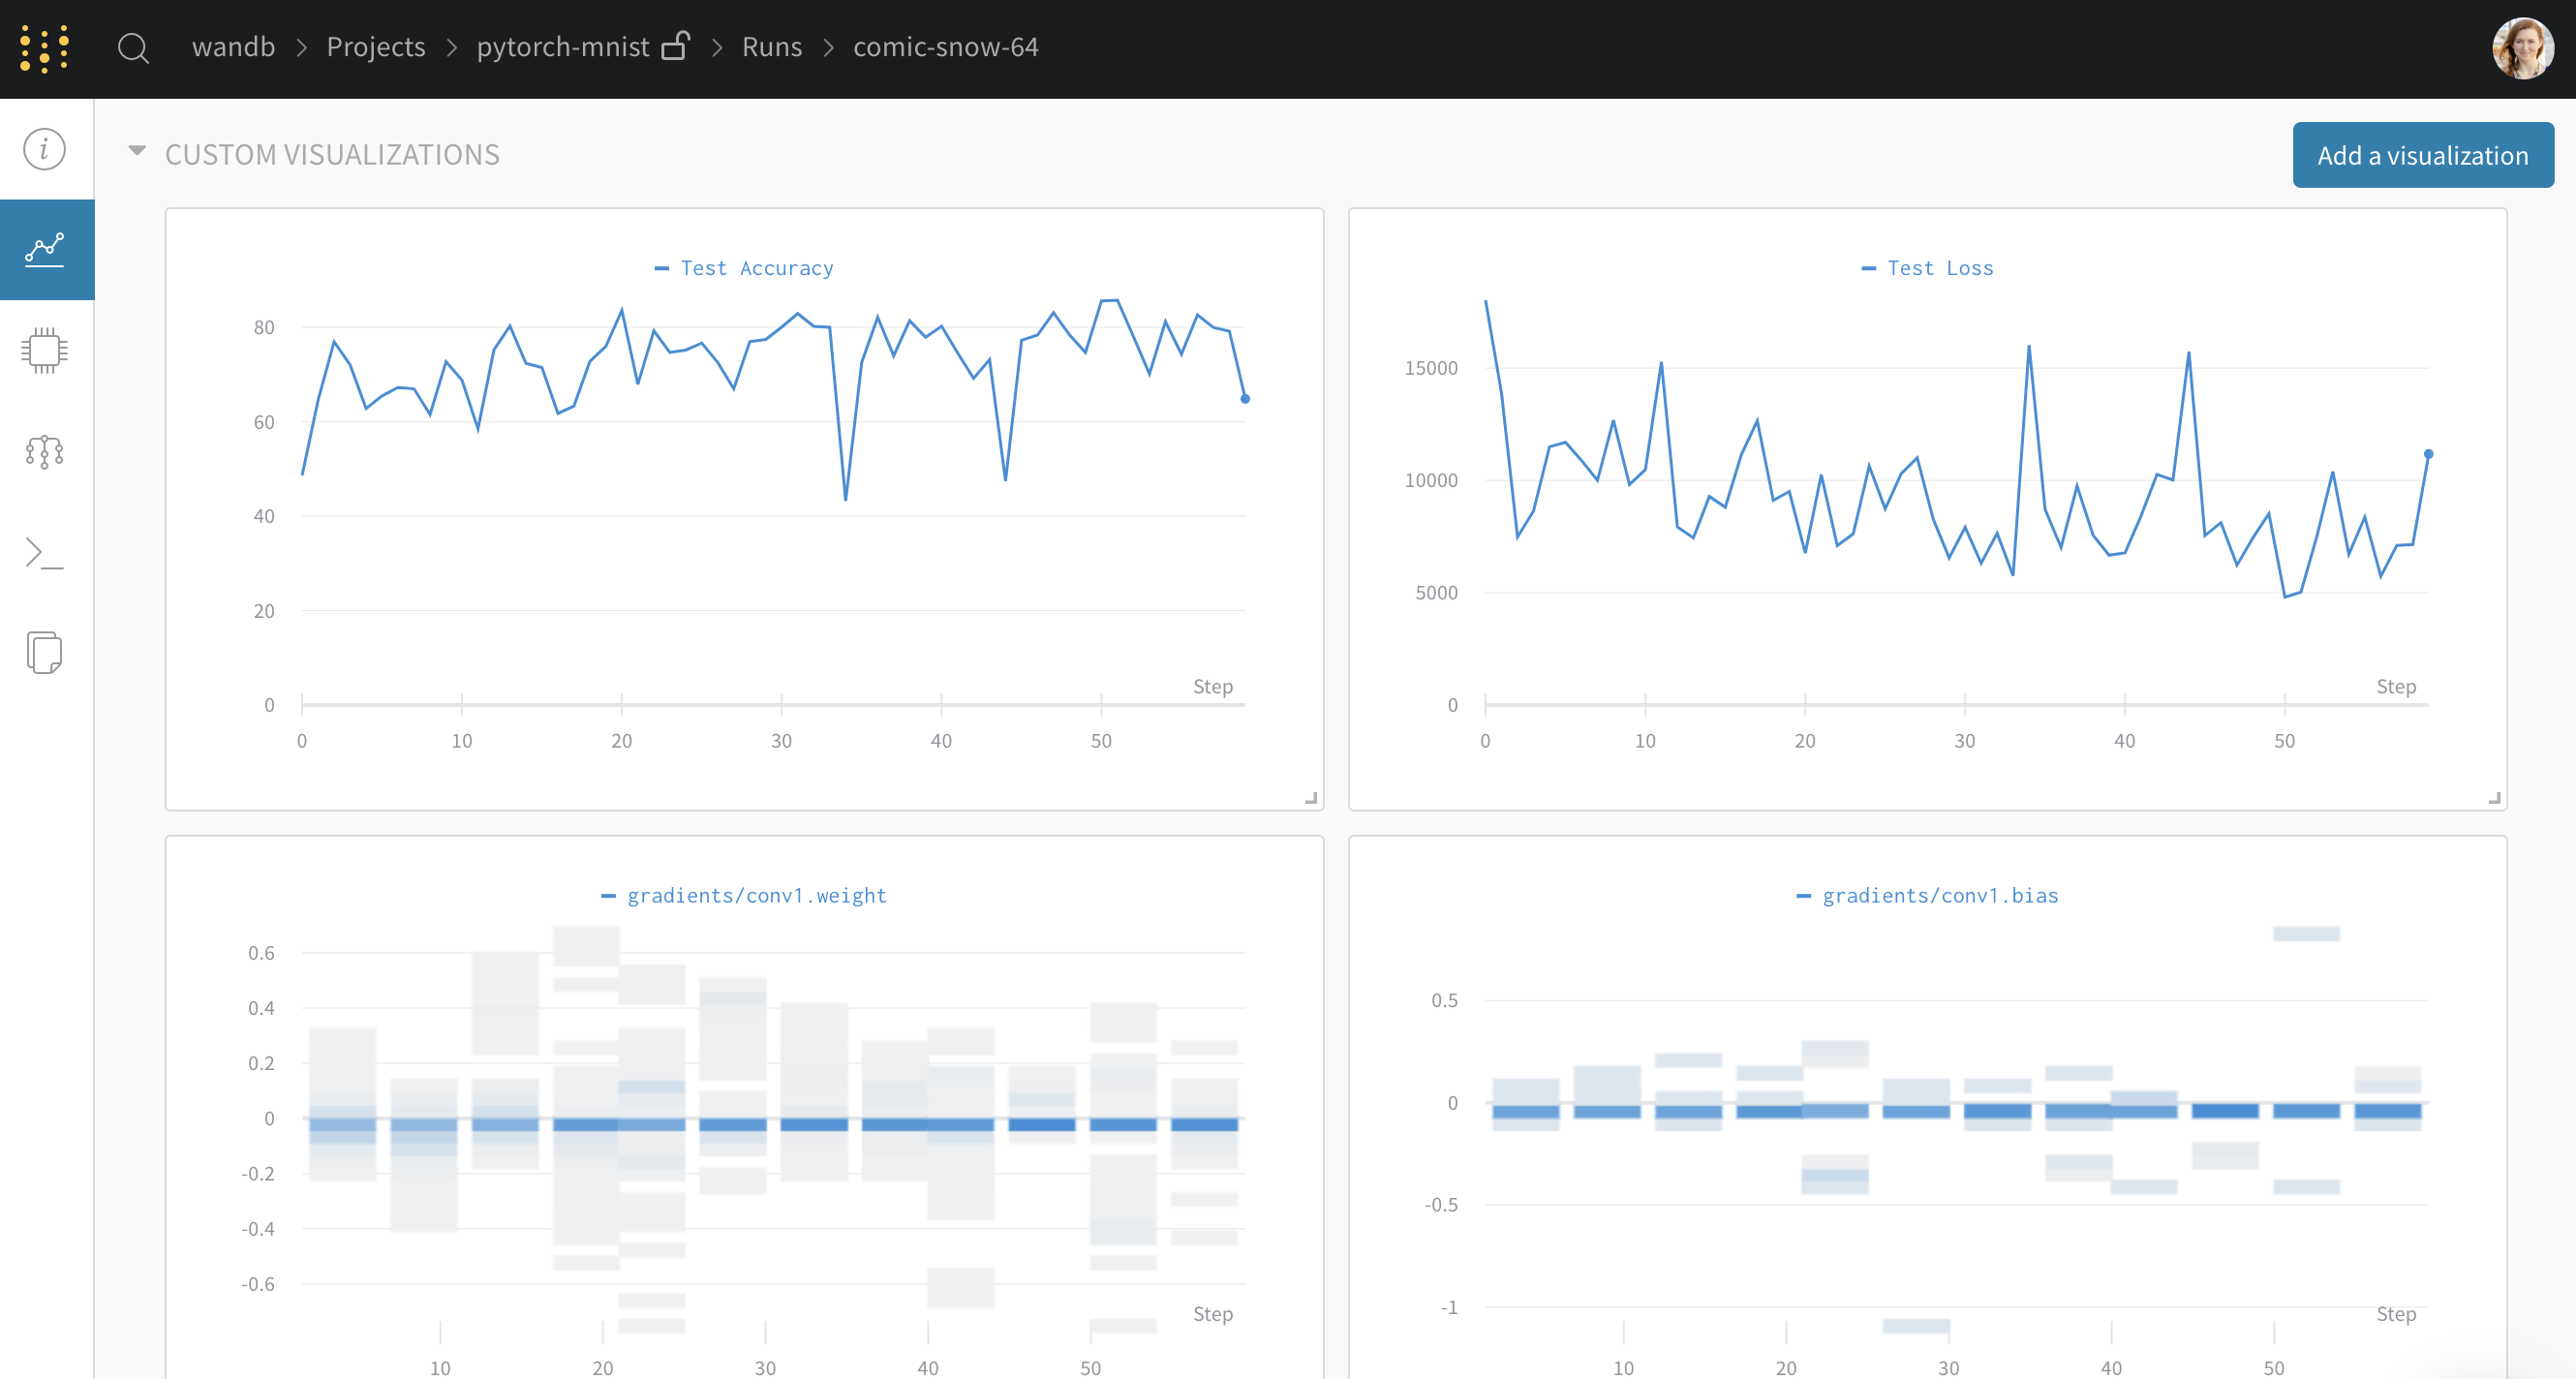 wandb > Projects > pytorch-mnist > Runs > comic-snow-64
CUSTOM VISUALIZATIONS
Add a visualization
Test Accuracy
80
60
40
20
0
Step
0 10 20 30 40 50
Test Loss
15000
10000
5000
0
Step
0 10 20 30 40 50
gradients/conv1.weight
0.6
0.4
0.2
0
-0.2
-0.4
-0.6
Step
10 20 30 40 50
gradients/conv1.bias
0.5
0
-0.5
-1
Step
10 20 30 40 50